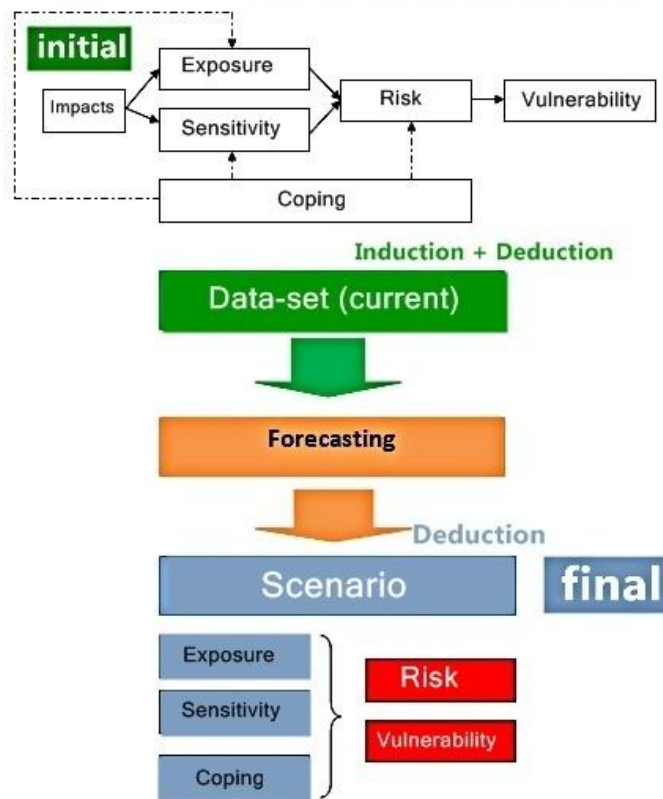 initial
Exposure
Impacts
Risk
Vulnerability
Sensitivity
Coping
Induction + Deduction
Data-set (current)
Forecasting
Deduction
Scenario
final
Exposure
Risk
Sensitivity
Vulnerability
Coping